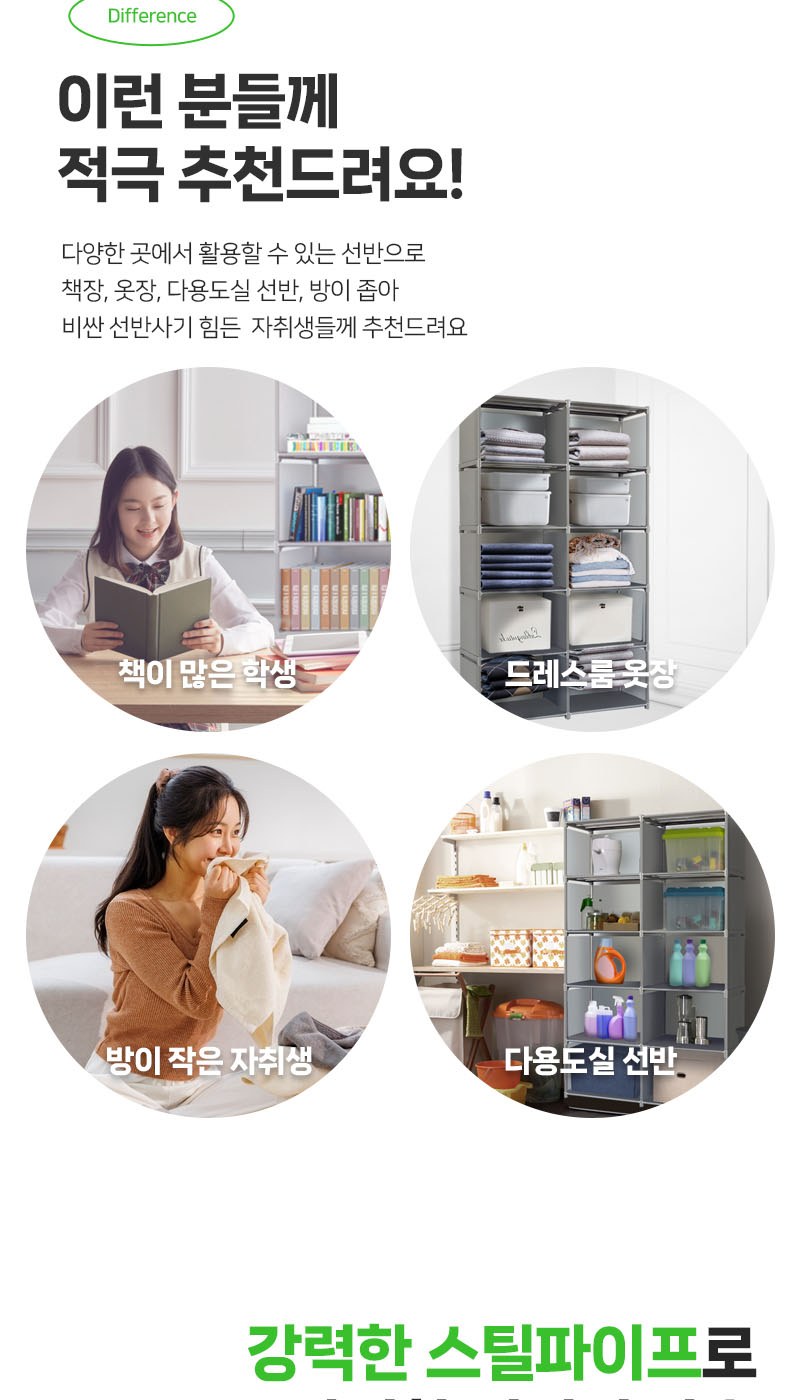 Difference
이런 분들께
적극 추천드려요!
다양한 곳에서 활용할 수 있는 선반으로
책장, 옷장, 다용도실 선반, 방이 좁아
비싼 선반사기 힘든 자취생들께 추천드려요
책이 많은 학생
드레스룸 옷장
방이 작은 자취생
다용도실 선반
강력한 스틸파이프로